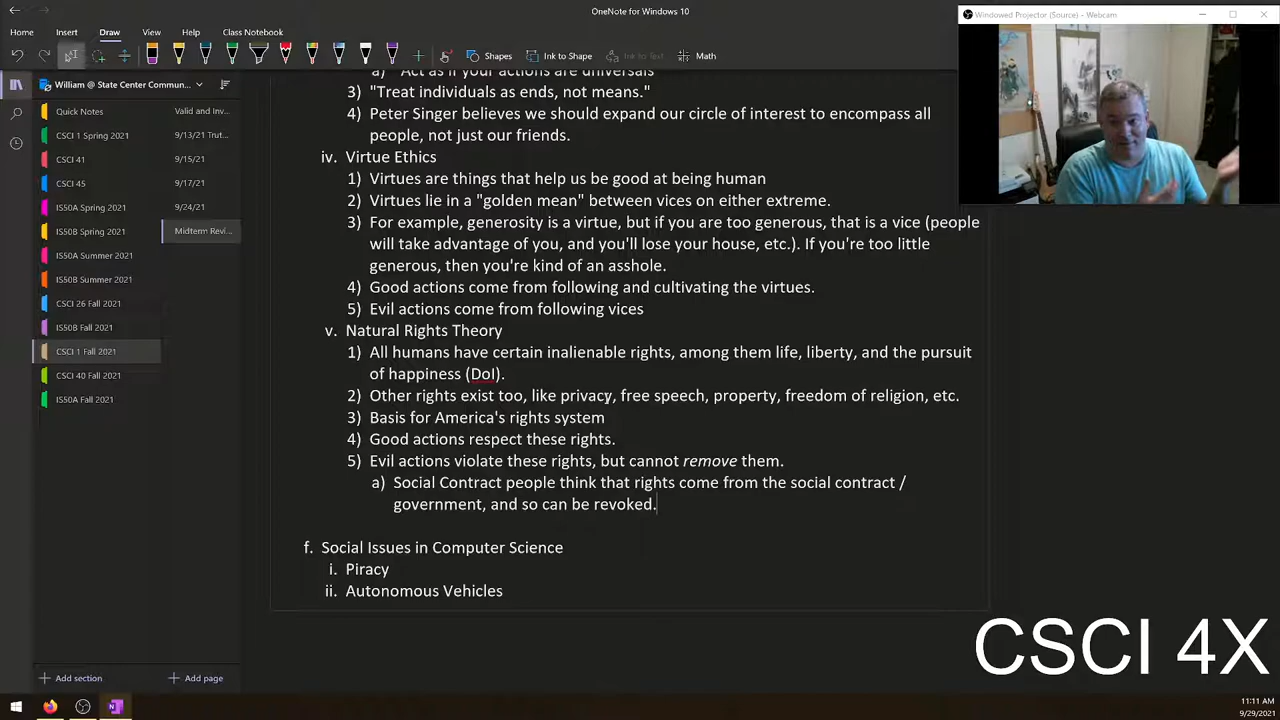 OneNote for Windows 10
Windowed Projector (Source) - Webcam
Home Insert Draw View Help Class Notebook
Shapes Ink to Shape Ink to Text Math
William @ State Center Commun...
Quick Notes
CSCI 1 Spring 2021
CSCI 41
CSCI 45
IS50A Spring 2021
IS50B Spring 2021
IS50A Summer 2021
IS50B Summer 2021
CSCI 26 Fall 2021
IS50B Fall 2021
CSCI 1 Fall 2021
CSCI 40 Fall 2021
IS50A Fall 2021
Valid and Inv...
9/13/21 Trut...
9/15/21
9/17/21
9/24/21
Midterm Revi...
a) Act as if your actions are universals
3) "Treat individuals as ends, not means."
4) Peter Singer believes we should expand our circle of interest to encompass all
people, not just our friends.
iv. Virtue Ethics
1) Virtues are things that help us be good at being human
2) Virtues lie in a "golden mean" between vices on either extreme.
3) For example, generosity is a virtue, but if you are too generous, that is a vice (people
will take advantage of you, and you'll lose your house, etc.). If you're too little
generous, then you're kind of an asshole.
4) Good actions come from following and cultivating the virtues.
5) Evil actions come from following vices
v. Natural Rights Theory
1) All humans have certain inalienable rights, among them life, liberty, and the pursuit
of happiness (DoI).
2) Other rights exist too, like privacy, free speech, property, freedom of religion, etc.
3) Basis for America's rights system
4) Good actions respect these rights.
5) Evil actions violate these rights, but cannot remove them.
a) Social Contract people think that rights come from the social contract /
government, and so can be revoked.
f. Social Issues in Computer Science
i. Piracy
ii. Autonomous Vehicles
CSCI 4X
Add section
Add page
11:11 AM
9/29/2021